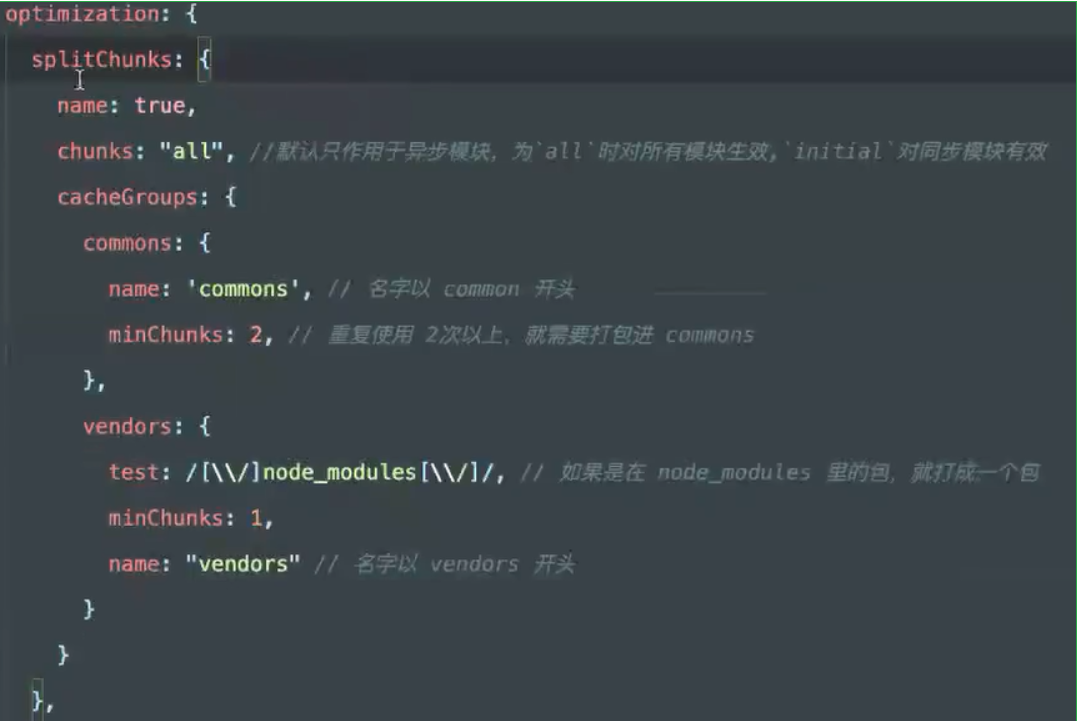 optimization: {
splitChunks: {
name: true,
chunks: "all", //默认只作用于异步模块，为`all`时对所有模块生效,`initial`对同步模块有效
cacheGroups: {
commons: {
name: 'commons', // 名字以 common 开头
minChunks: 2, // 重复使用 2次以上，就需要打包进 commons
},
vendors: {
test: /[\\/]node_modules[\\/]/, // 如果是在 node_modules 里的包，就打成一个包
minChunks: 1,
name: "vendors" // 名字以 vendors 开头
}
}
},